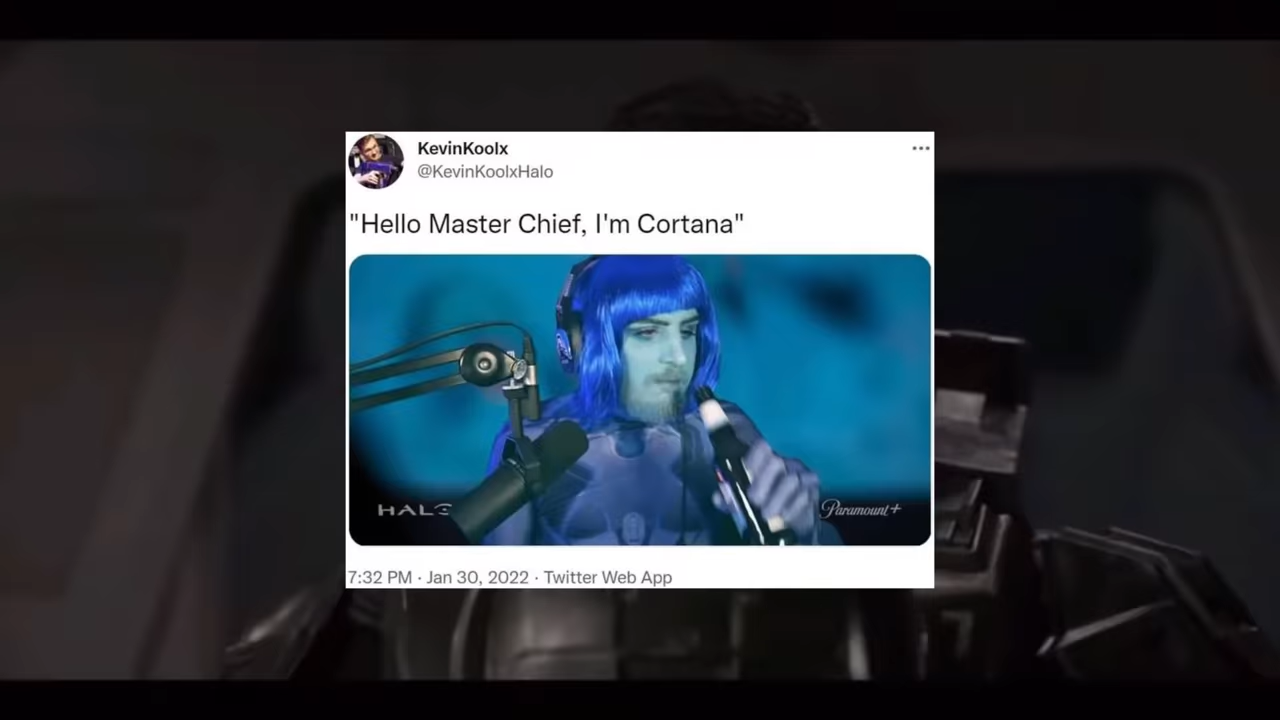 KevinKoolx
@KevinKoolxHalo
"Hello Master Chief, I'm Cortana"
HALO
Paramount+
7:32 PM · Jan 30, 2022 · Twitter Web App